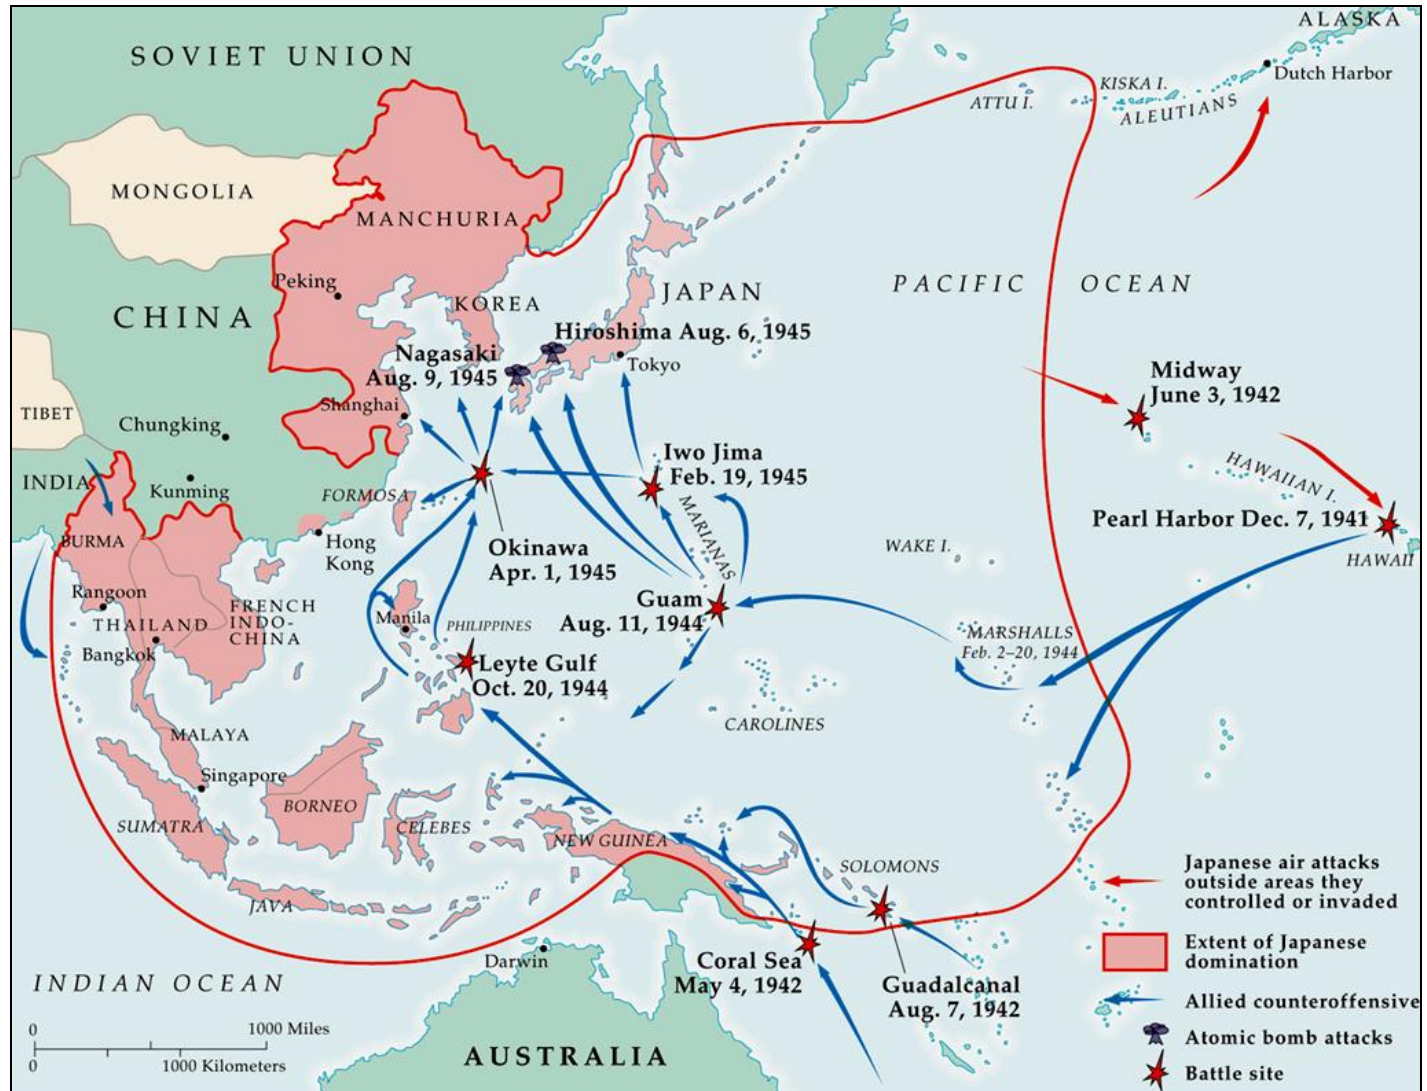 ALASKA
SOVIET UNION
Dutch Harbor
KISKA I.
ATTU I.
ALEUTIANS
MONGOLIA
MANCHURIA
Peking
KOREA
JAPAN
PACIFIC OCEAN
CHINA
Hiroshima Aug. 6, 1945
Nagasaki
Aug. 9, 1945
Tokyo
Midway
June 3, 1942
Shanghai
TIBET
Chungking
Iwo Jima
Feb. 19, 1945
HAWAIIAN I.
INDIA
Kunming
FORMOSA
MARIANAS
Pearl Harbor Dec. 7, 1941
BURMA
Hong
Kong
Okinawa
Apr. 1, 1945
WAKE I.
HAWAII
Rangoon
FRENCH
INDO-
CHINA
THAILAND
Bangkok
Manila
PHILIPPINES
Guam
Aug. 11, 1944
MARSHALLS
Feb. 2–20, 1944
Leyte Gulf
Oct. 20, 1944
CAROLINES
MALAYA
Singapore
BORNEO
SUMATRA
CELEBES
NEW GUINEA
SOLOMONS
JAVA
Darwin
Coral Sea
May 4, 1942
Guadalcanal
Aug. 7, 1942
INDIAN OCEAN
AUSTRALIA
0 1000 Miles
0 1000 Kilometers
Japanese air attacks
outside areas they
controlled or invaded
Extent of Japanese
domination
Allied counteroffensive
Atomic bomb attacks
Battle site